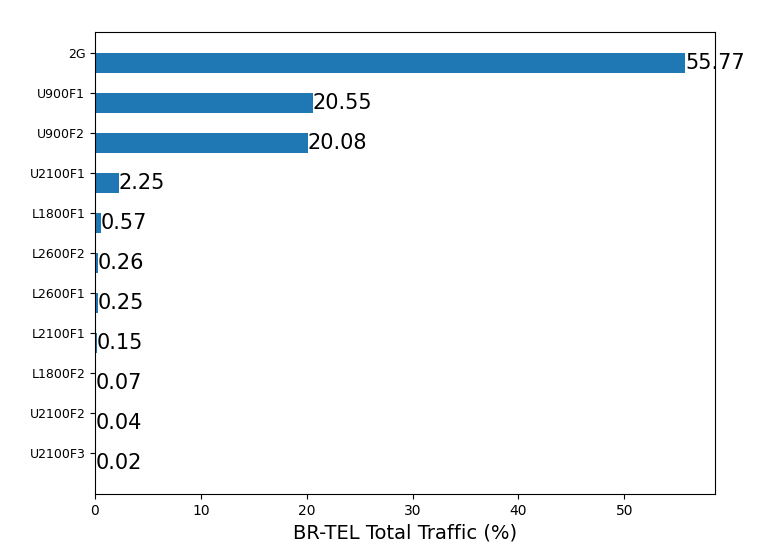 2G 55.77
U900F1 20.55
U900F2 20.08
U2100F1 2.25
L1800F1 0.57
L2600F2 0.26
L2600F1 0.25
L2100F1 0.15
L1800F2 0.07
U2100F2 0.04
U2100F3 0.02
0 10 20 30 40 50
BR-TEL Total Traffic (%)